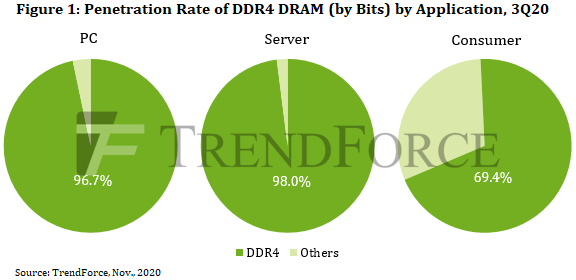 Figure 1: Penetration Rate of DDR4 DRAM (by Bits) by Application, 3Q20
PC
Server
Consumer
TRENDFORCE
96.7%
98.0%
69.4%
DDR4
Others
Source: TrendForce, Nov., 2020